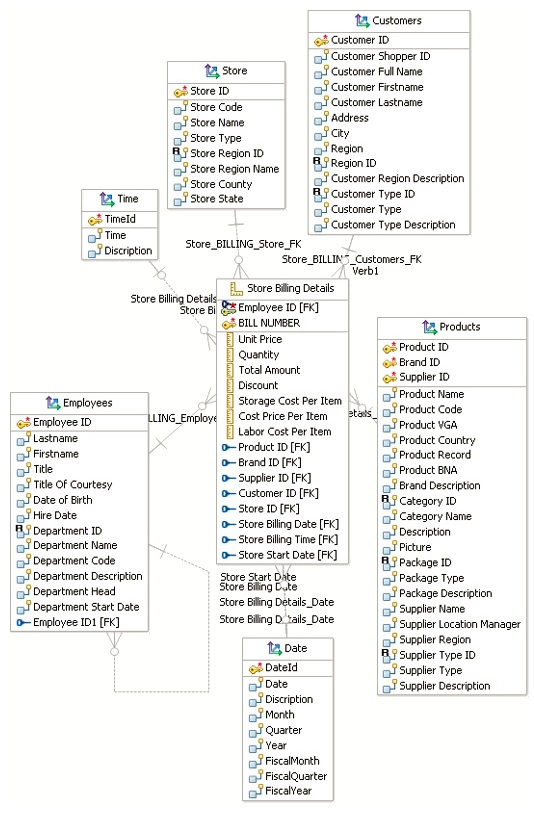 Customers
Customer ID
Customer Shopper ID
Customer Full Name
Customer Firstname
Customer Lastname
Address
City
Region
Region ID
Customer Region Description
Customer Type ID
Customer Type
Customer Type Description
Store
Store ID
Store Code
Store Name
Store Type
Store Region ID
Store Region Name
Store County
Store State
Time
TimeId
Time
Discription
Store_BILLING_Store_FK
Store_BILLING_Customers_FK
Verb1
Store Billing Details
Store Bi
Store Billing Details
Employee ID [FK]
BILL NUMBER
Unit Price
Quantity
Total Amount
Discount
Storage Cost Per Item
Cost Price Per Item
Labor Cost Per Item
Product ID [FK]
Brand ID [FK]
Supplier ID [FK]
Customer ID [FK]
Store ID [FK]
Store Billing Date [FK]
Store Billing Time [FK]
Store Start Date [FK]
LLING_Employe
etails_
Employees
Employee ID
Lastname
Firstname
Title
Title Of Courtesy
Date of Birth
Hire Date
Department ID
Department Name
Department Code
Department Description
Department Head
Department Start Date
Employee ID1 [FK]
Products
Product ID
Brand ID
Supplier ID
Product Name
Product Code
Product VGA
Product Country
Product Record
Product BNA
Brand Description
Category ID
Category Name
Description
Picture
Package ID
Package Type
Package Description
Supplier Name
Supplier Location Manager
Supplier Region
Supplier Type ID
Supplier Type
Supplier Description
Store Start Date
Store Billing Date
Store Billing Details_Date
Store Billing Details_Date
Date
DateId
Date
Discription
Month
Quarter
Year
FiscalMonth
FiscalQuarter
FiscalYear